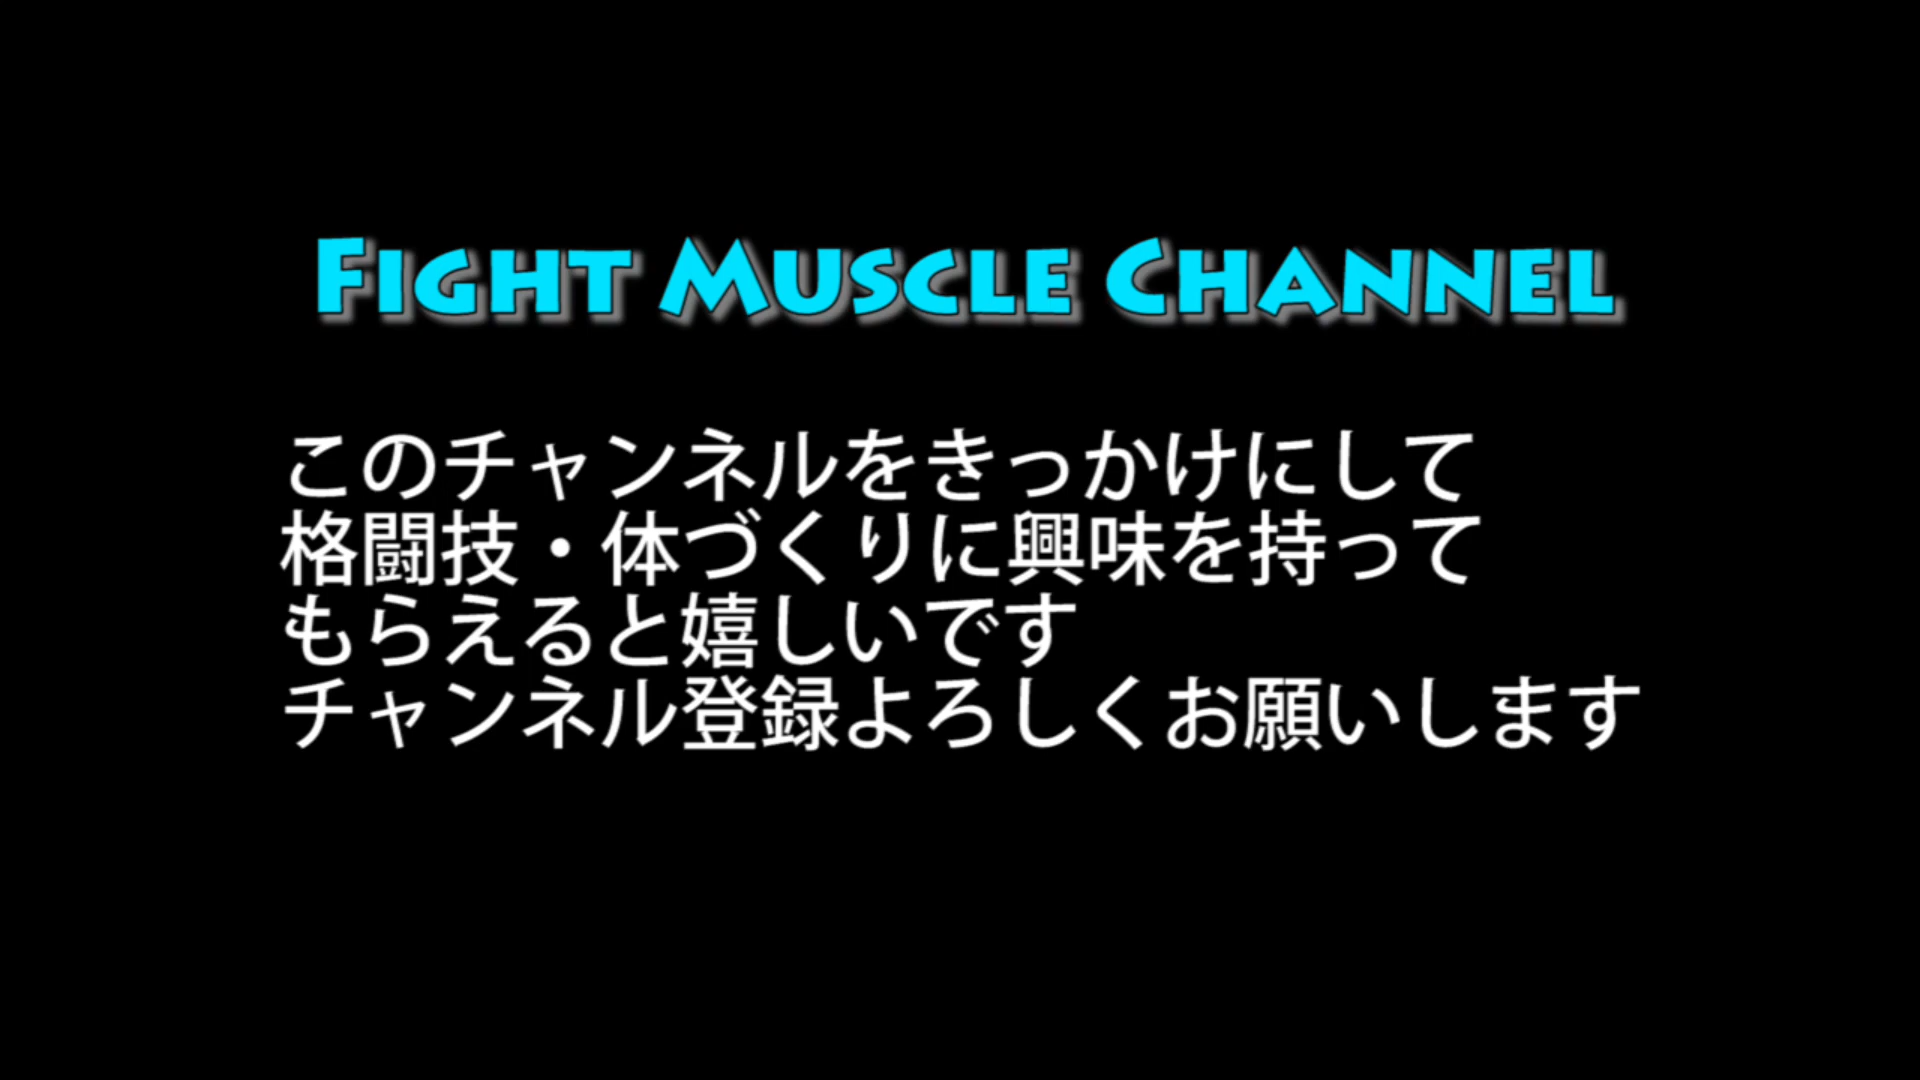 Fight Muscle Channel
このチャンネルをきっかけにして
格闘技・体づくりに興味を持って
もらえると嬉しいです
チャンネル登録よろしくお願いします